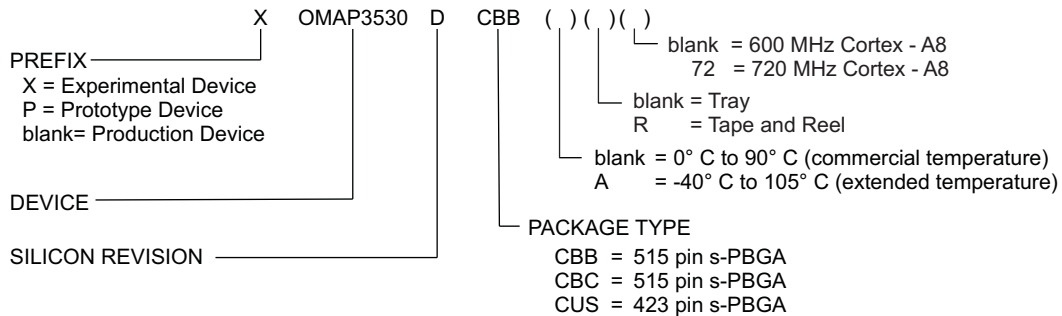 X OMAP3530 D CBB ( ) ( ) ( )
PREFIX
X = Experimental Device
P = Prototype Device
blank= Production Device
blank = 600 MHz Cortex - A8
72 = 720 MHz Cortex - A8
blank = Tray
R = Tape and Reel
blank = 0° C to 90° C (commercial temperature)
A = -40° C to 105° C (extended temperature)
DEVICE
PACKAGE TYPE
SILICON REVISION
CBB = 515 pin s-PBGA
CBC = 515 pin s-PBGA
CUS = 423 pin s-PBGA